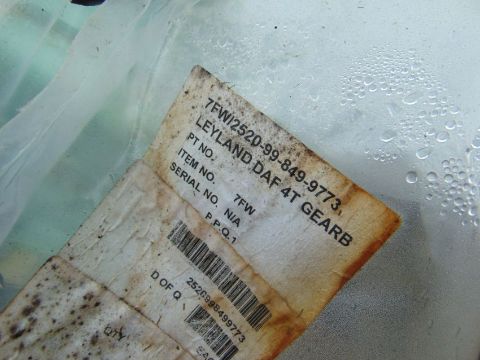 7FW/2520-99-849-9773
LEYLAND DAF 4T GEARB
PT NO.
ITEM NO. 7FW
SERIAL NO. N/A
P.P.Q.1
2520998499773
D OF Q
QTY